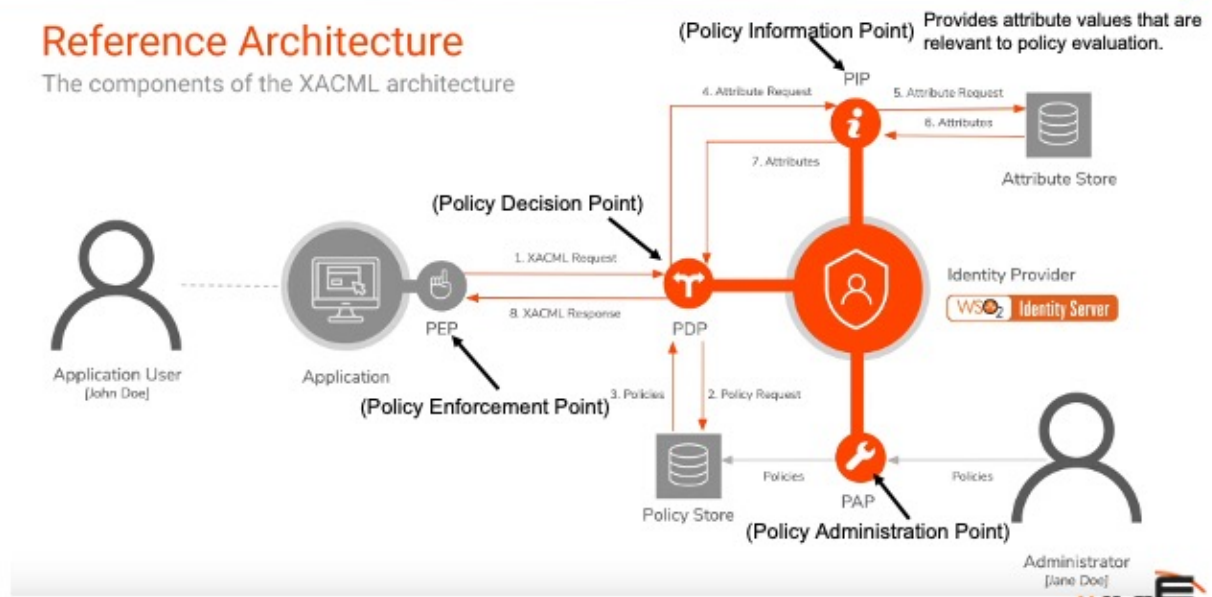 Reference Architecture
The components of the XACML architecture
(Policy Information Point)
Provides attribute values that are
relevant to policy evaluation.
PIP
4. Attribute Request
5. Attribute Request
6. Attributes
7. Attributes
Attribute Store
(Policy Decision Point)
1. XACML Request
8. XACML Response
PEP
PDP
Identity Provider
WSO2 Identity Server
Application User
[John Doe]
Application
(Policy Enforcement Point)
3. Policies
2. Policy Request
Policies
Policies
Policy Store
PAP
(Policy Administration Point)
Administrator
[Jane Doe]